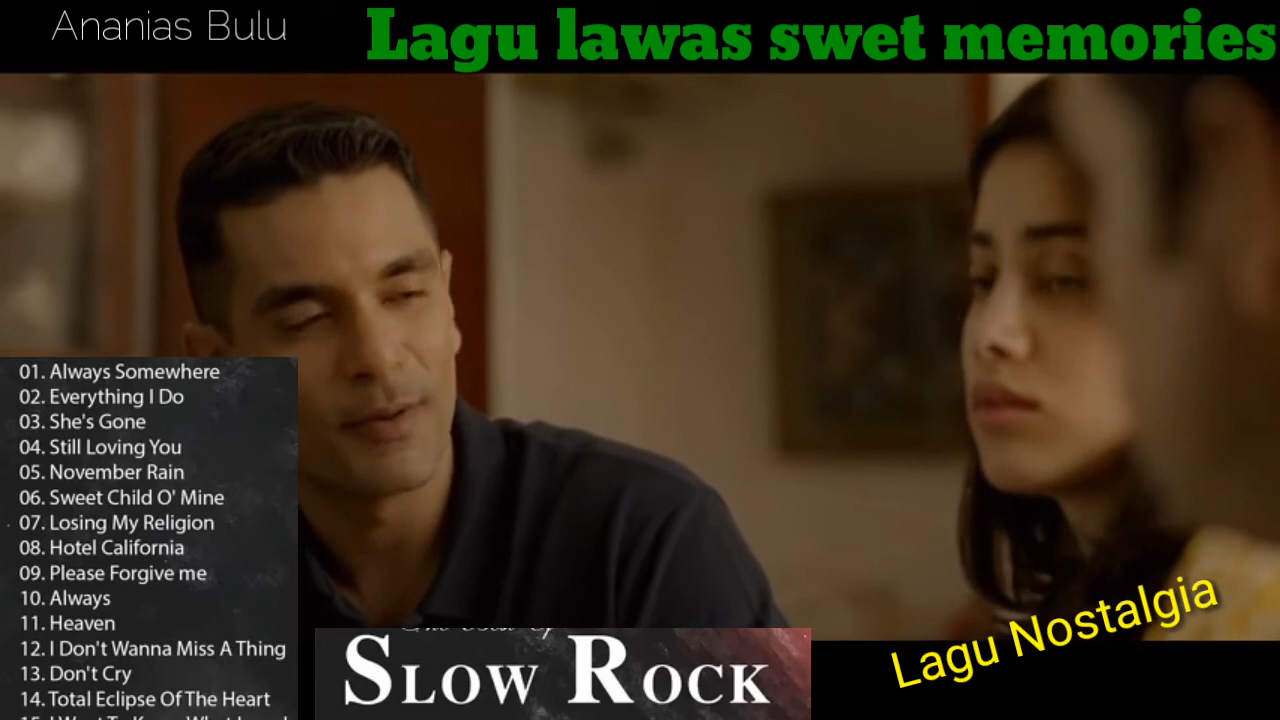 Ananias Bulu
Lagu lawas swet memories
01. Always Somewhere
02. Everything I Do
03. She's Gone
04. Still Loving You
05. November Rain
06. Sweet Child O' Mine
07. Losing My Religion
08. Hotel California
09. Please Forgive me
10. Always
11. Heaven
12. I Don't Wanna Miss A Thing
13. Don't Cry
14. Total Eclipse Of The Heart
SLOW ROCK
Lagu Nostalgia